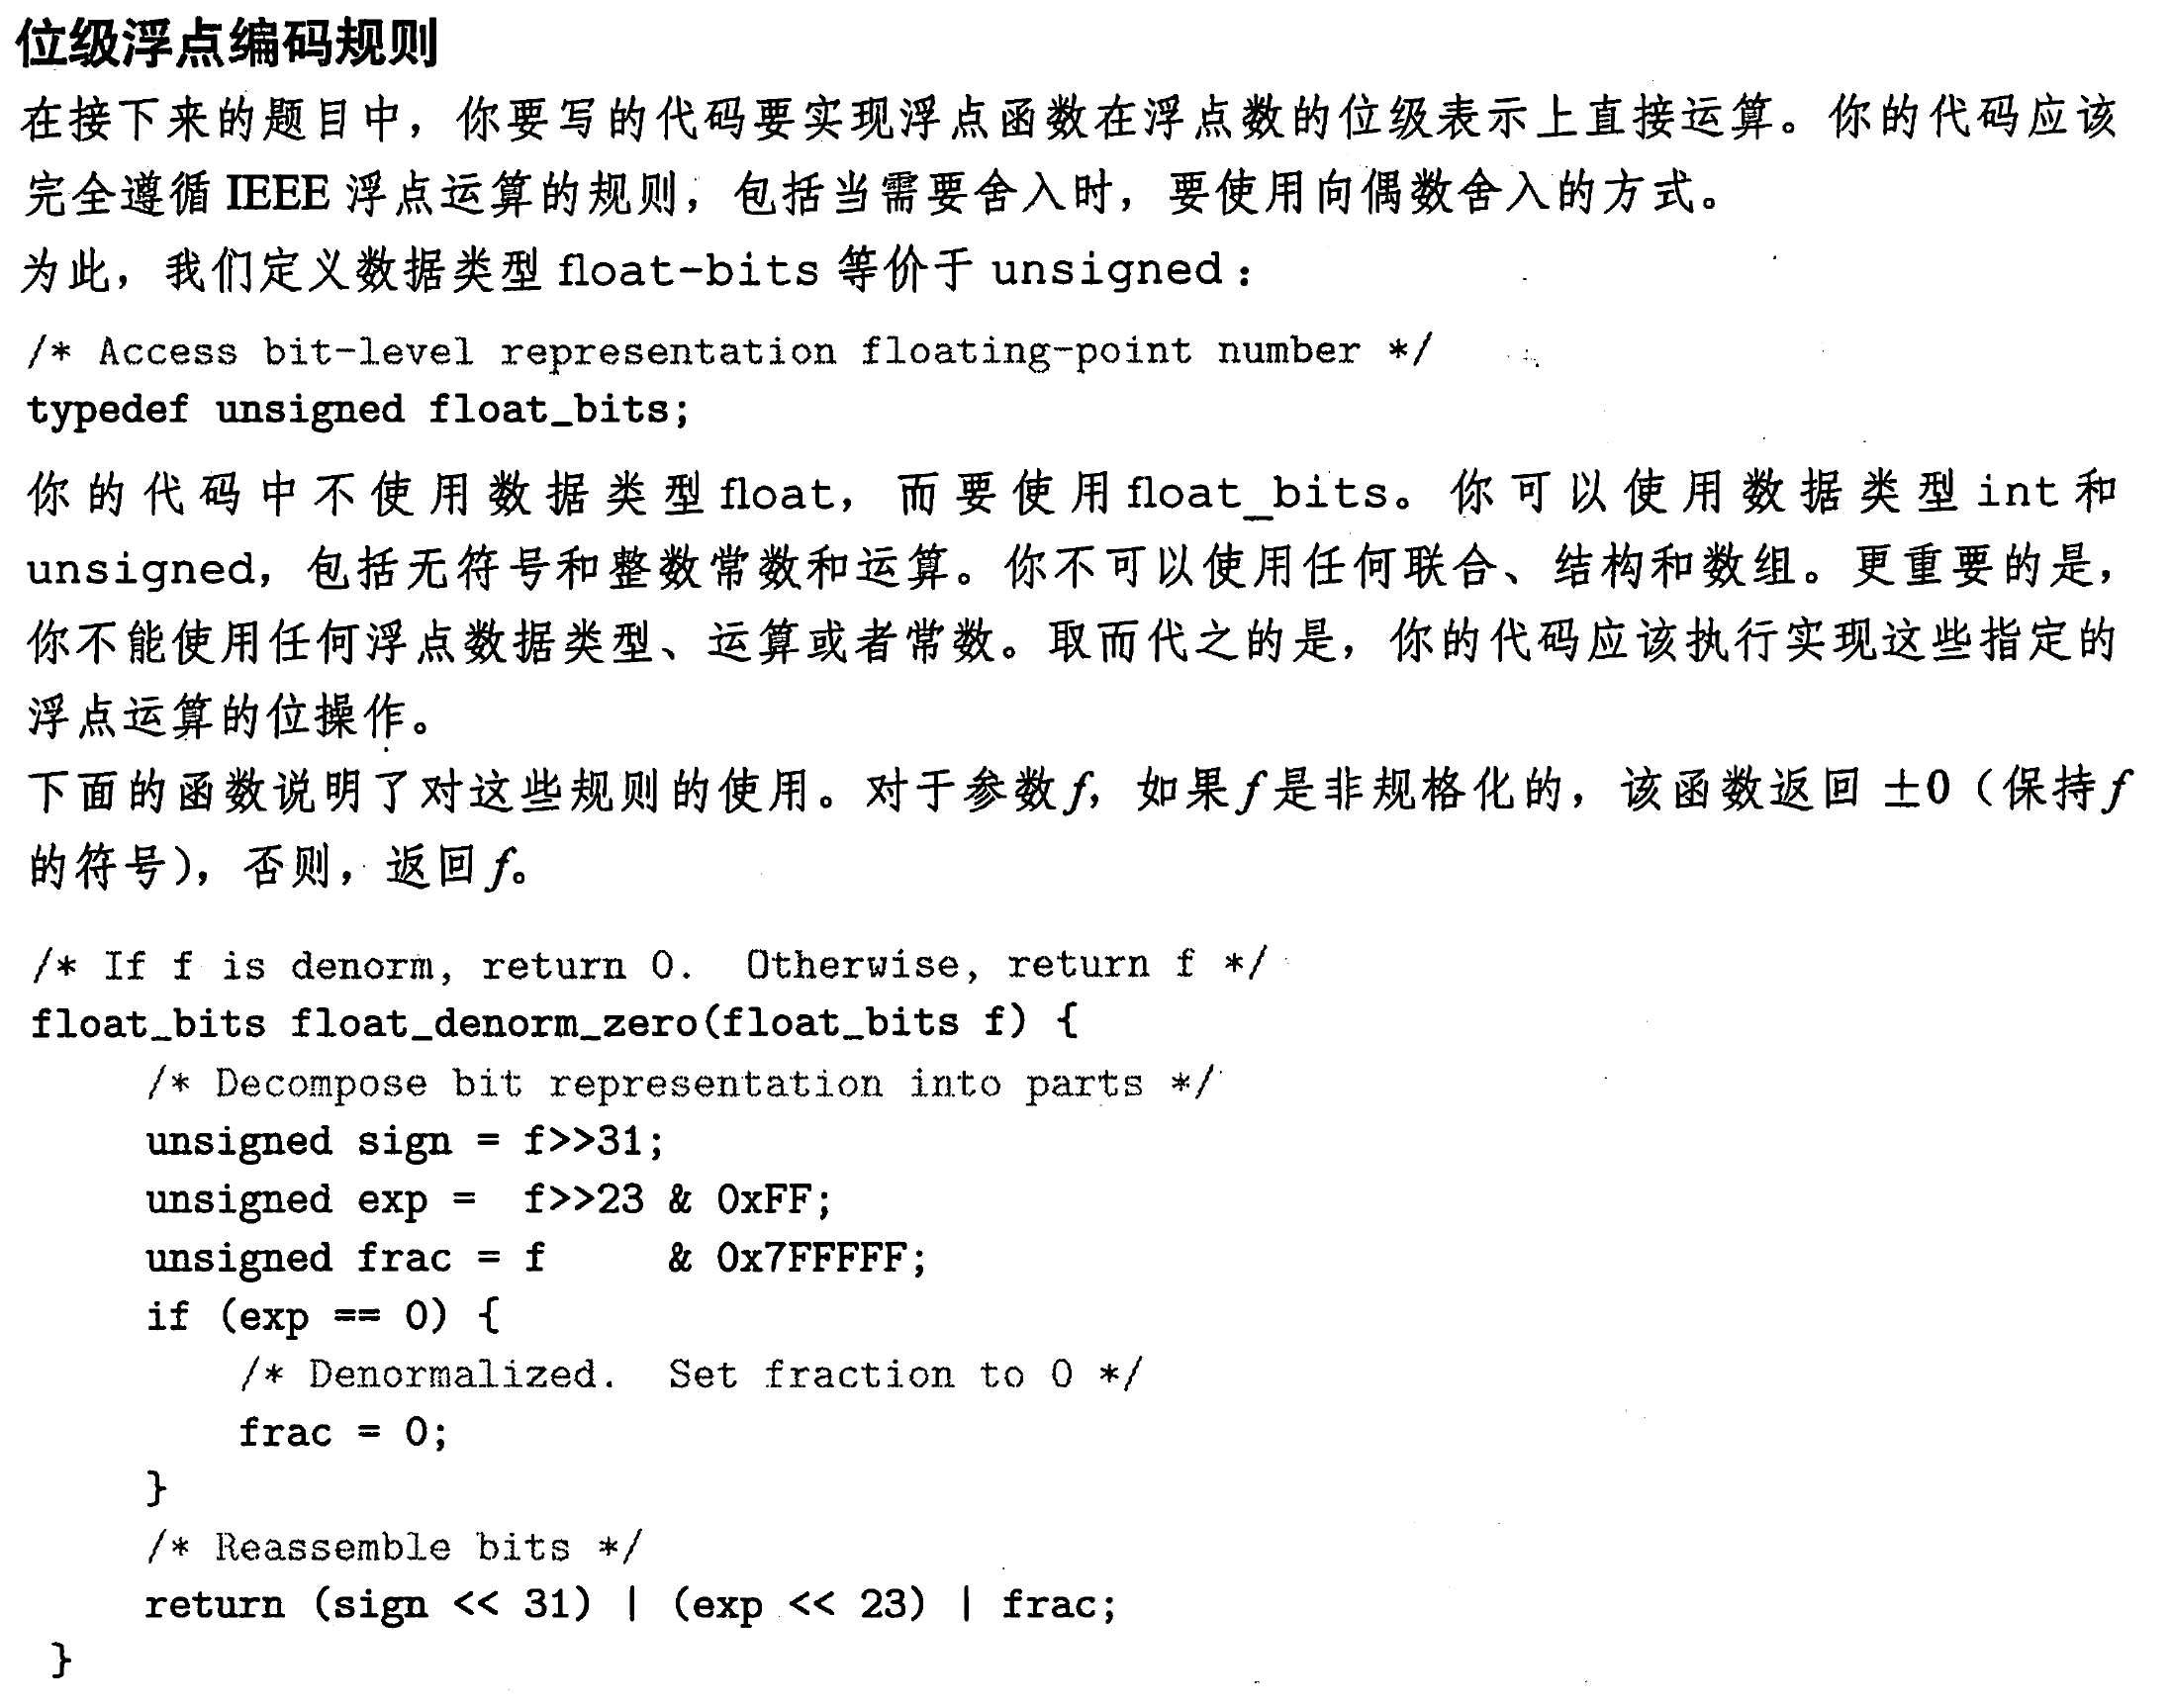 位级浮点编码规则
在接下来的题目中，你要写的代码要实现浮点函数在浮点数的位级表示上直接运算。你的代码应该
完全遵循 IEEE 浮点运算的规则，包括当需要舍入时，要使用向偶数舍入的方式。
为此，我们定义数据类型 float-bits 等价于 unsigned：
/* Access bit-level representation floating-point number */
typedef unsigned float_bits;
你的代码中不使用数据类型 float，而要使用 float_bits。你可以使用数据类型 int 和
unsigned，包括无符号和整数常数和运算。你不可以使用任何联合、结构和数组。更重要的是，
你不能使用任何浮点数据类型、运算或者常数。取而代之的是，你的代码应该执行实现这些指定的
浮点运算的位操作。
下面的函数说明了对这些规则的使用。对于参数 f，如果 f 是非规格化的，该函数返回 ±0（保持 f
的符号），否则，返回 f。
/* If f is denorm, return 0.  Otherwise, return f */
float_bits float_denorm_zero(float_bits f) {
    /* Decompose bit representation into parts */
    unsigned sign = f>>31;
    unsigned exp =  f>>23 & 0xFF;
    unsigned frac = f     & 0x7FFFFF;
    if (exp == 0) {
        /* Denormalized.  Set fraction to 0 */
        frac = 0;
    }
    /* Reassemble bits */
    return (sign << 31) | (exp << 23) | frac;
}